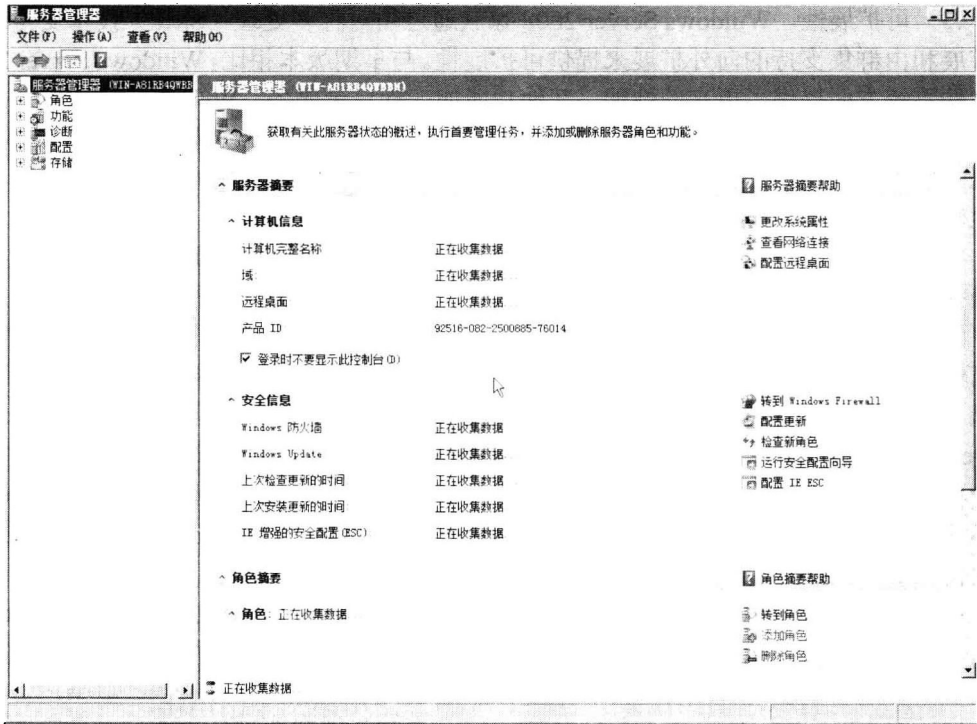 服务器管理器
文件(F) 操作(A) 查看(V) 帮助(H)
服务器管理器 (WIN-A81RB4QWBB
角色
功能
诊断
配置
存储
服务器管理器 (WIN-A81RB4QWBBN)
获取有关此服务器状态的概述、执行首要管理任务,并添加或删除服务器角色和功能。
服务器摘要
服务器摘要帮助
计算机信息
更改系统属性
计算机完整名称 正在收集数据
查看网络连接
配置远程桌面
域: 正在收集数据
远程桌面 正在收集数据
产品 ID 92516-082-2500885-76014
登录时不要显示此控制台(D)
安全信息
转到 Windows Firewall
Windows 防火墙 正在收集数据
配置更新
检查新角色
Windows Update 正在收集数据
运行安全配置向导
上次检查更新的时间 正在收集数据
配置 IE ESC
上次安装更新的时间 正在收集数据
IE 增强的安全配置(ESC) 正在收集数据
角色摘要
角色摘要帮助
角色: 正在收集数据
转到角色
添加角色
删除角色
正在收集数据